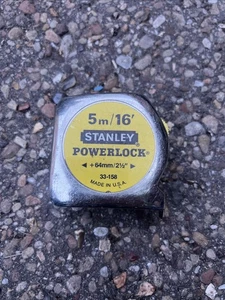 5m/16'
STANLEY
POWERLOCK
◄ +64mm/2½" ►
33-158
MADE IN U.S.A.